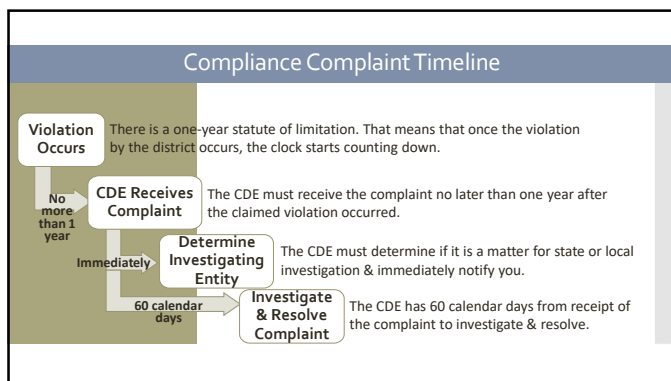 Compliance Complaint Timeline
Violation
Occurs
There is a one-year statute of limitation. That means that once the violation
by the district occurs, the clock starts counting down.
No
more
than 1
year
CDE Receives
Complaint
The CDE must receive the complaint no later than one year after
the claimed violation occurred.
Immediately
Determine
Investigating
Entity
The CDE must determine if it is a matter for state or local
investigation & immediately notify you.
60 calendar
days
Investigate
& Resolve
Complaint
The CDE has 60 calendar days from receipt of
the complaint to investigate & resolve.